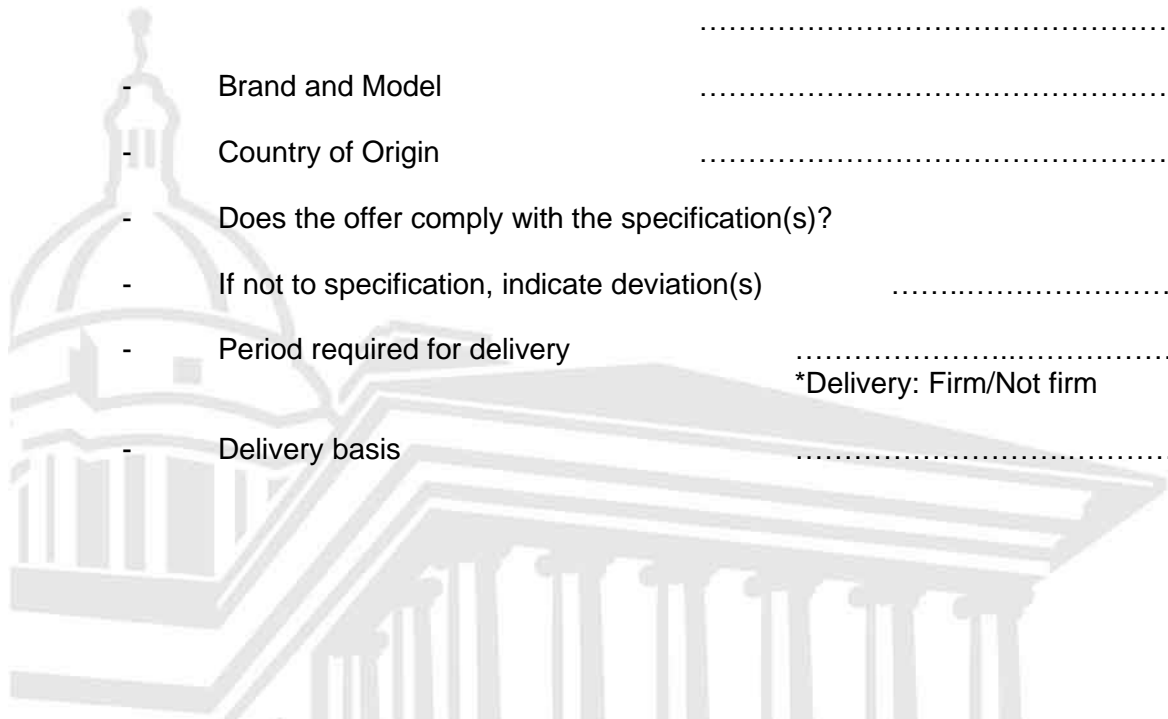 ……………………………………………
- Brand and Model ……………………………………………
- Country of Origin ……………………………………………
- Does the offer comply with the specification(s)?
- If not to specification, indicate deviation(s) ……..…………………
- Period required for delivery …………………..………………
*Delivery: Firm/Not firm
- Delivery basis ……………………….…………